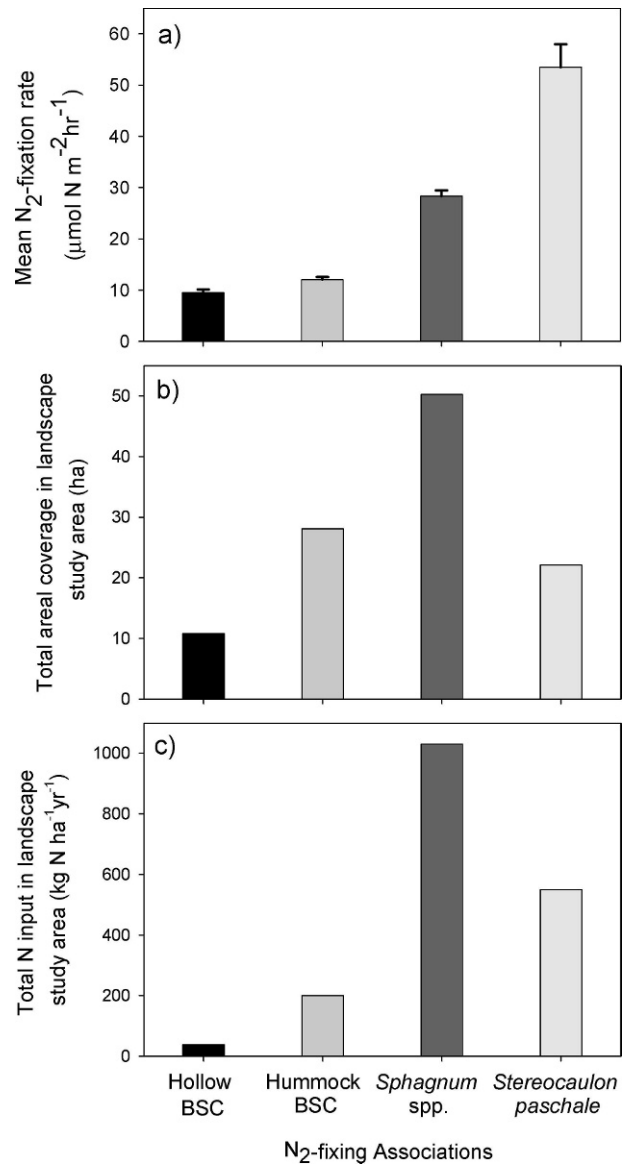 a)
Mean N2-fixation rate
(μmol N m-2hr-1)
60
50
40
30
20
10
0
b)
Total areal coverage in landscape
study area (ha)
50
40
30
20
10
0
c)
Total N input in landscape
study area (kg N ha-1yr-1)
1000
800
600
400
200
0
Hollow
BSC
Hummock
BSC
Sphagnum
spp.
Stereocaulon
paschale
N2-fixing Associations